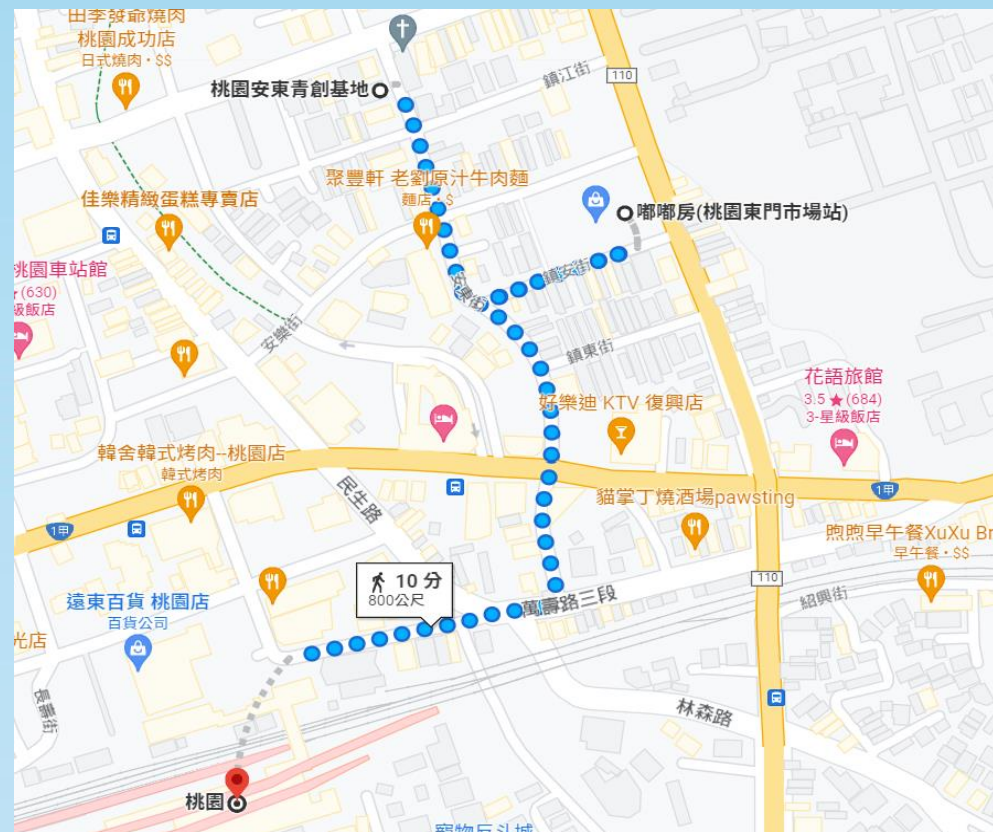 田季發爺燒肉
桃園成功店
日式燒肉・$$
桃園安東青創基地
鎮江街
110
聚豐軒 老劉原汁牛肉麵
麵店・$
佳樂精緻蛋糕專賣店
嘟嘟房(桃園東門市場站)
桃園車站館
(630)
級飯店
鎮安街
安東街
安樂街
鎮東街
花語旅館
3.5 ★ (684)
3-星級飯店
好樂迪 KTV 復興店
韓舍韓式烤肉--桃園店
韓式烤肉
民生路
1甲
貓掌丁燒酒場pawsting
1甲
煦煦早午餐XuXu Br
早午餐・$$
10 分
800公尺
萬壽路三段
110
紹興街
遠東百貨 桃園店
百貨公司
光店
長壽街
林森路
桃園